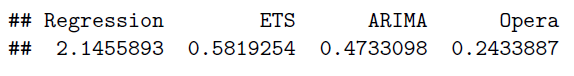 ## Regression ETS ARIMA Opera
## 2.1455893 0.5819254 0.4733098 0.2433887